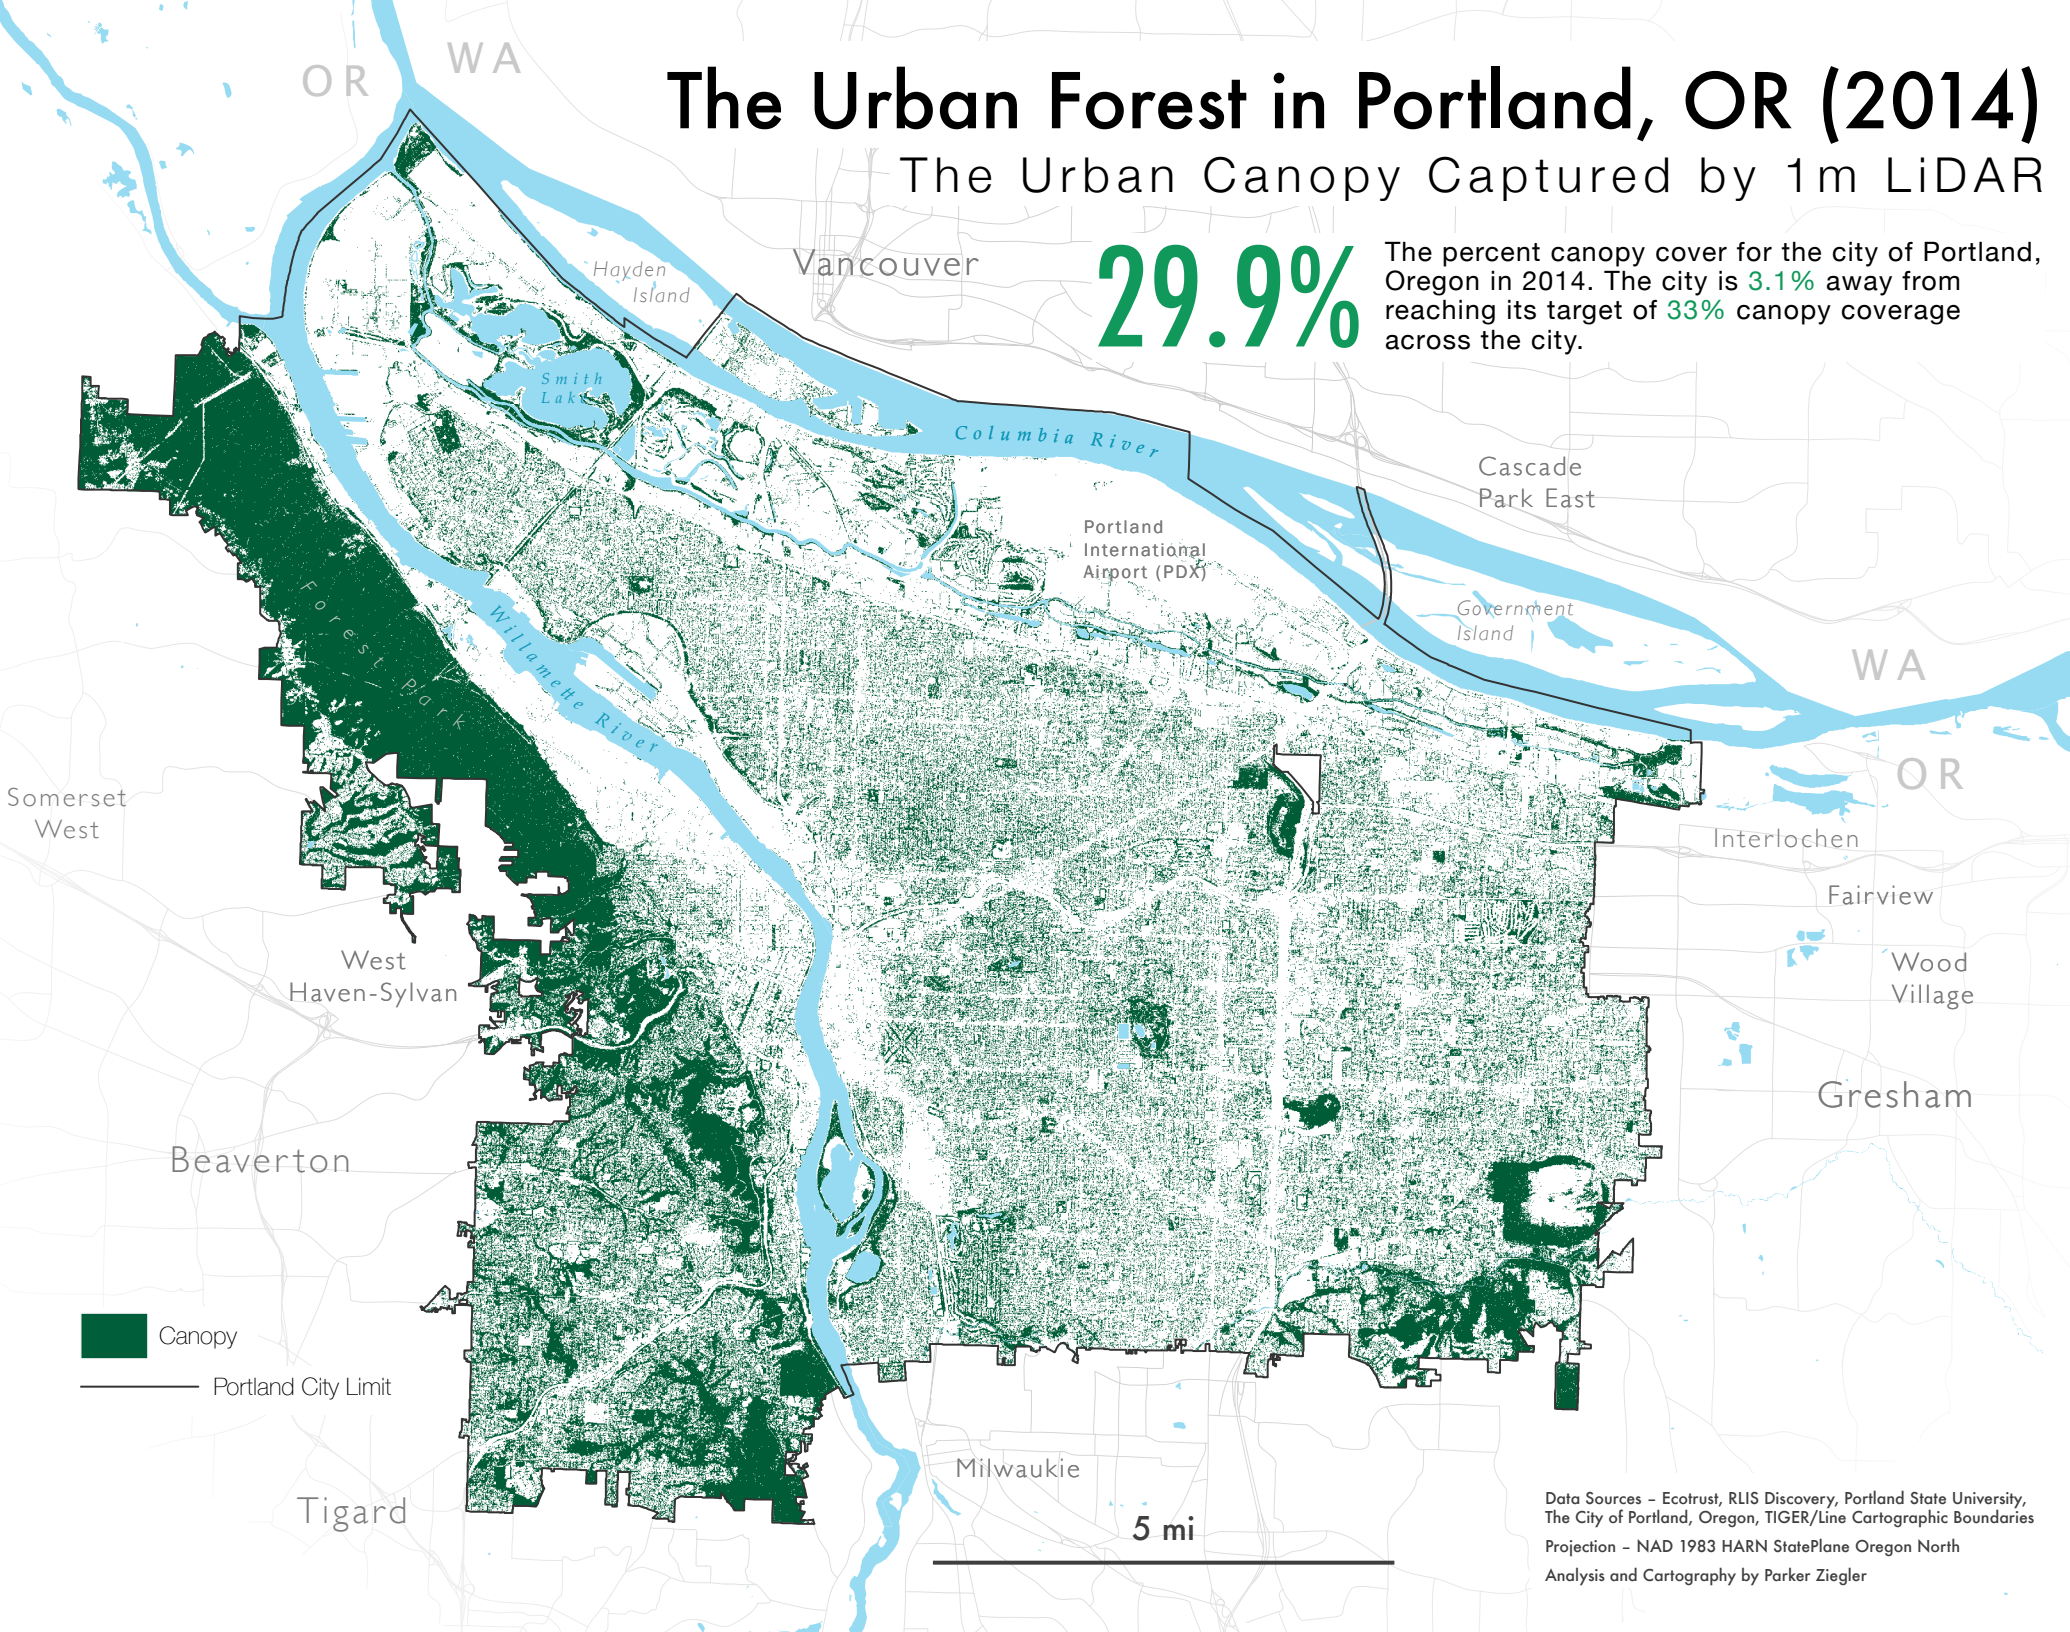 The Urban Forest in Portland, OR (2014)
The Urban Canopy Captured by 1m LiDAR
29.9%
The percent canopy cover for the city of Portland,
Oregon in 2014. The city is 3.1% away from
reaching its target of 33% canopy coverage
across the city.
OR
WA
Vancouver
Hayden
Island
Smith
Lake
Columbia River
Cascade
Park East
Portland
International
Airport (PDX)
Government
Island
Forest Park
Willamette River
WA
OR
Somerset
West
Interlochen
Fairview
West
Haven-Sylvan
Wood
Village
Gresham
Beaverton
Canopy
Portland City Limit
Tigard
Milwaukie
5 mi
Data Sources – Ecotrust, RLIS Discovery, Portland State University,
The City of Portland, Oregon, TIGER/Line Cartographic Boundaries
Projection – NAD 1983 HARN StatePlane Oregon North
Analysis and Cartography by Parker Ziegler